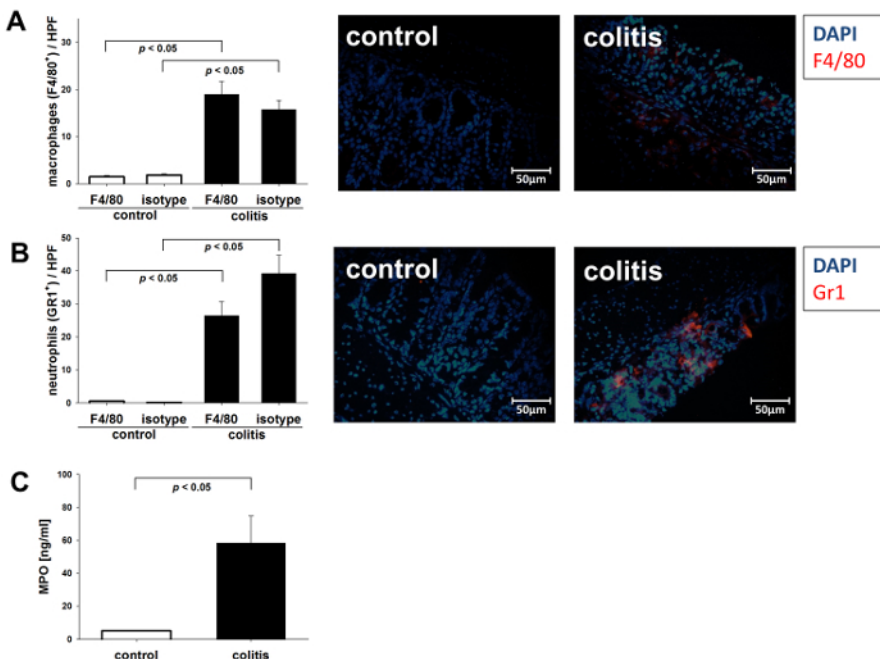 A
macrophages (F4/80⁺) / HPF
30
20
10
0
p < 0.05
p < 0.05
F4/80 isotype F4/80 isotype
control colitis
control
50µm
colitis
50µm
DAPI
F4/80
B
neutrophils (GR1⁺) / HPF
50
40
30
20
10
0
p < 0.05
p < 0.05
F4/80 isotype F4/80 isotype
control colitis
control
50µm
colitis
50µm
DAPI
Gr1
C
MPO [ng/ml]
100
80
60
40
20
0
p < 0.05
control colitis